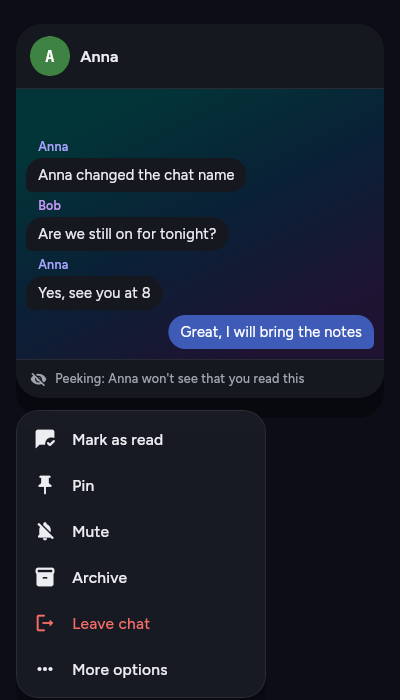 A
Anna
Anna
Anna changed the chat name
Bob
Are we still on for tonight?
Anna
Yes, see you at 8
Great, I will bring the notes
Peeking: Anna won't see that you read this
Mark as read
Pin
Mute
Archive
Leave chat
More options